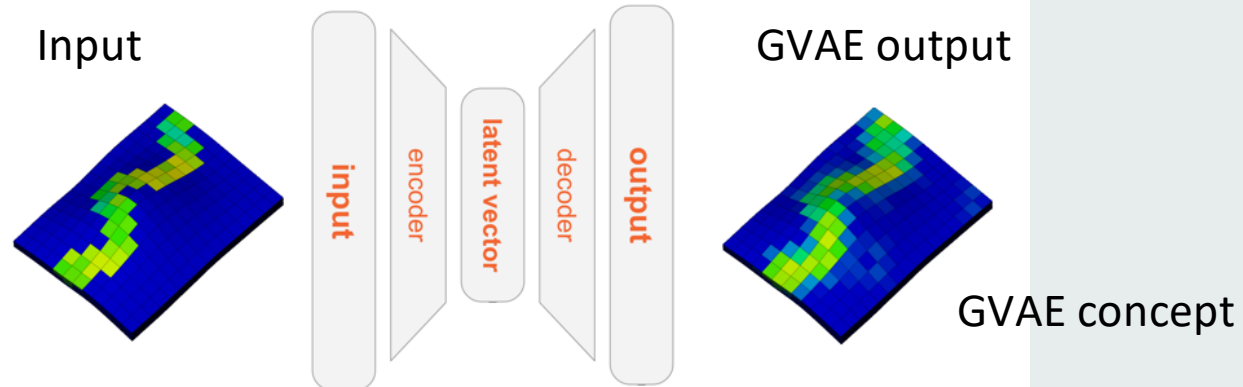 Input
GVAE output
input
encoder
latent vector
decoder
output
GVAE concept